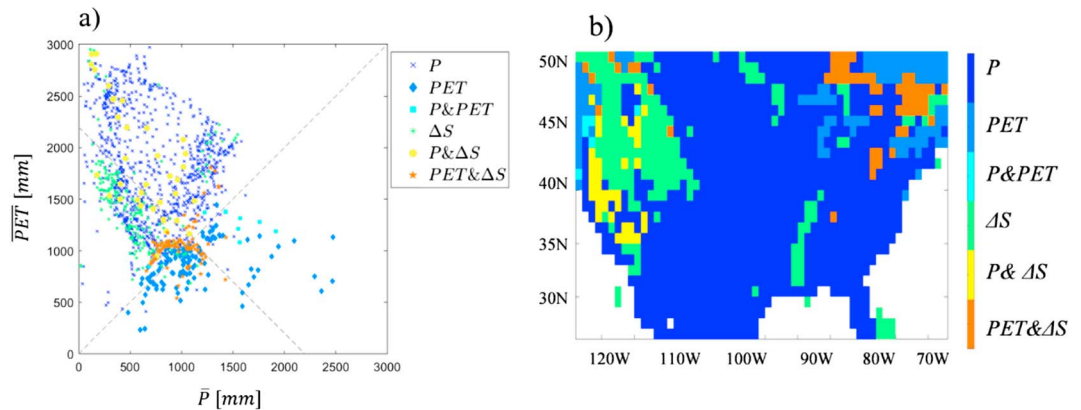 a)
3000
2500
2000
1500
1000
500
0
0 500 1000 1500 2000 2500 3000
PET [mm]
P̄ [mm]
P
PET
P&PET
ΔS
P&ΔS
PET&ΔS
b)
50N
45N
40N
35N
30N
120W 110W 100W 90W 80W 70W
P
PET
P&PET
ΔS
P& ΔS
PET&ΔS